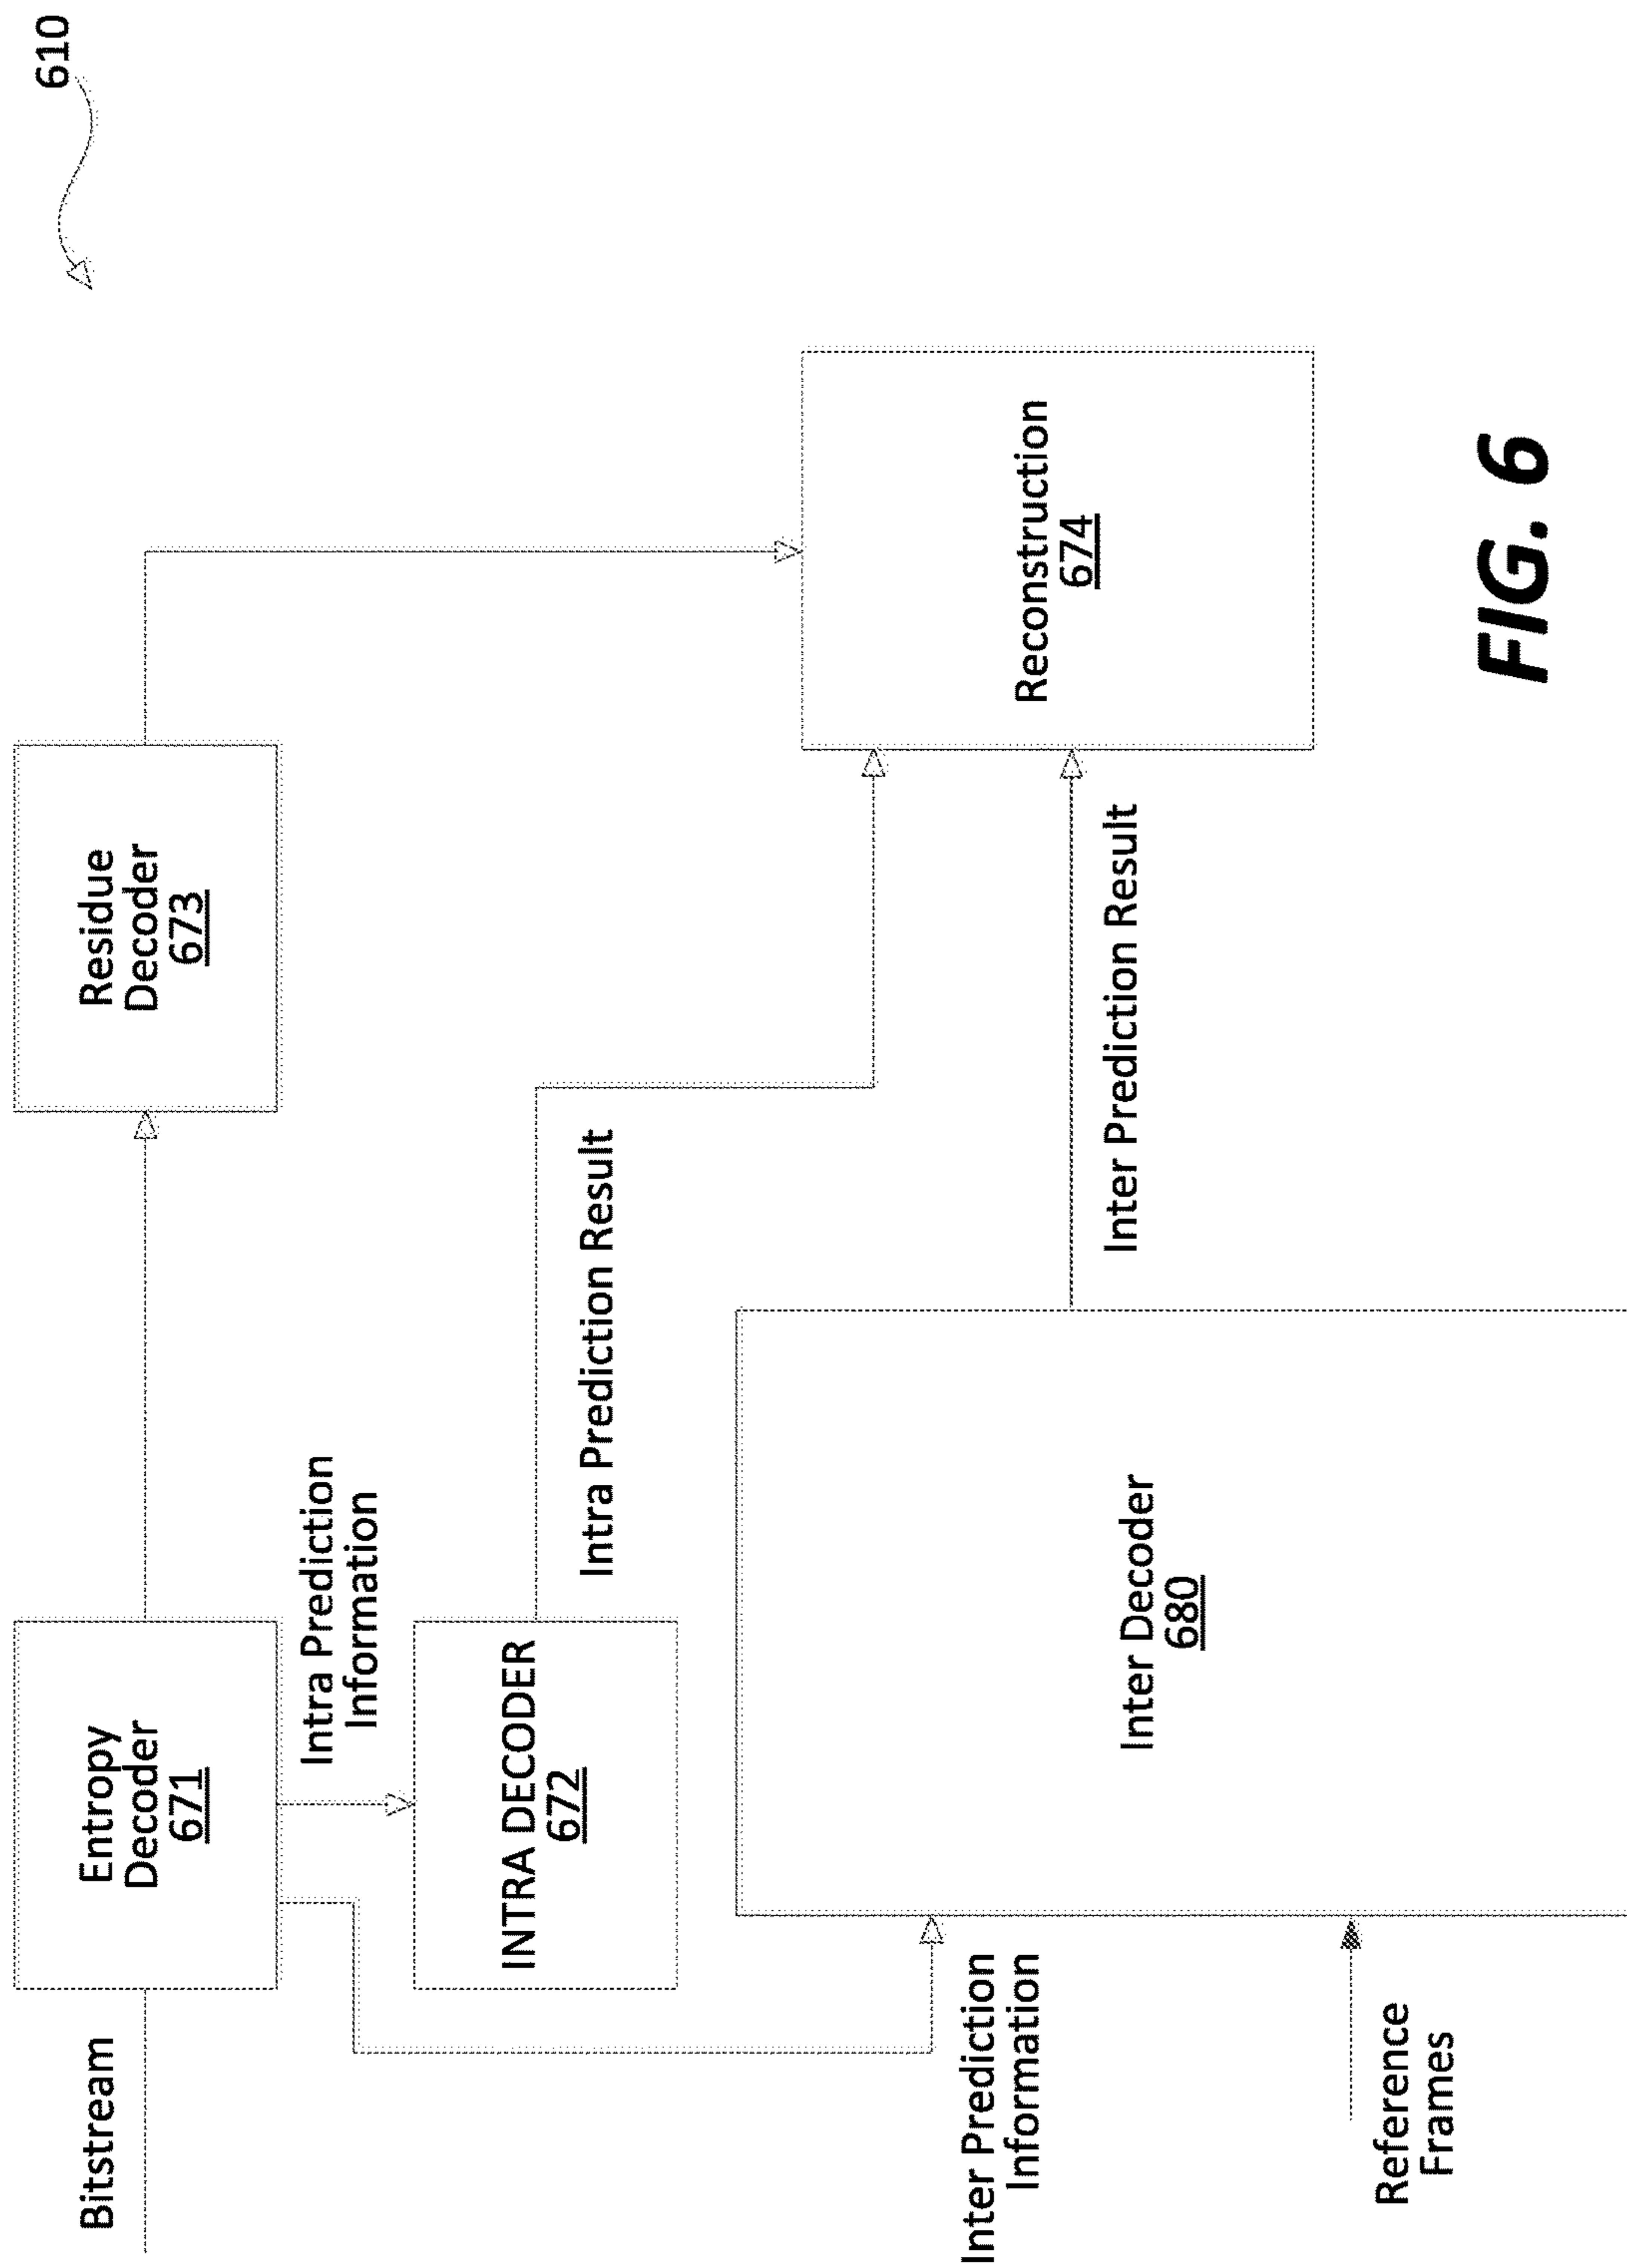 610
Bitstream
Entropy
Decoder
671
Residue
Decoder
673
Intra Prediction
Information
INTRA DECODER
672
Intra Prediction Result
Inter Prediction
Information
Inter Decoder
680
Inter Prediction Result
Reconstruction
674
Reference
Frames
FIG. 6